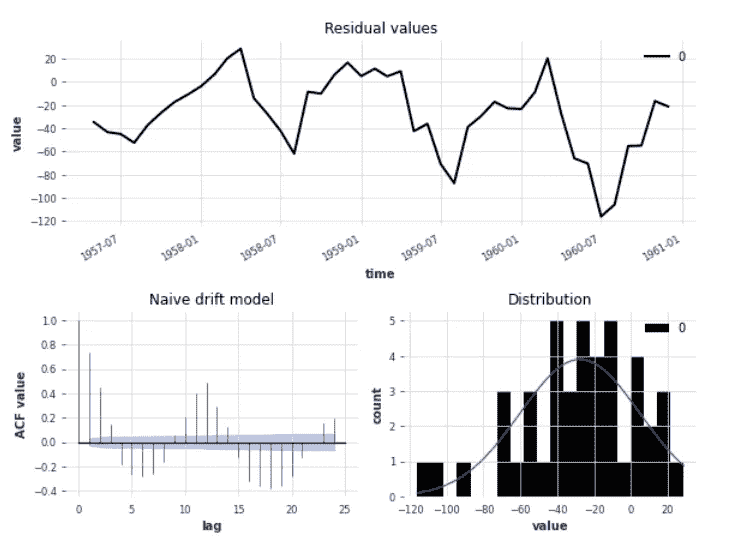 Residual values
0
20
0
−20
−40
−60
−80
−100
−120
value
1957-07
1958-01
1958-07
1959-01
1959-07
1960-01
1960-07
1961-01
time
Naive drift model
1.0
0.8
0.6
0.4
0.2
0.0
−0.2
−0.4
ACF value
0 5 10 15 20 25
lag
Distribution
0
5
4
3
2
1
0
count
−120 −100 −80 −60 −40 −20 0 20
value